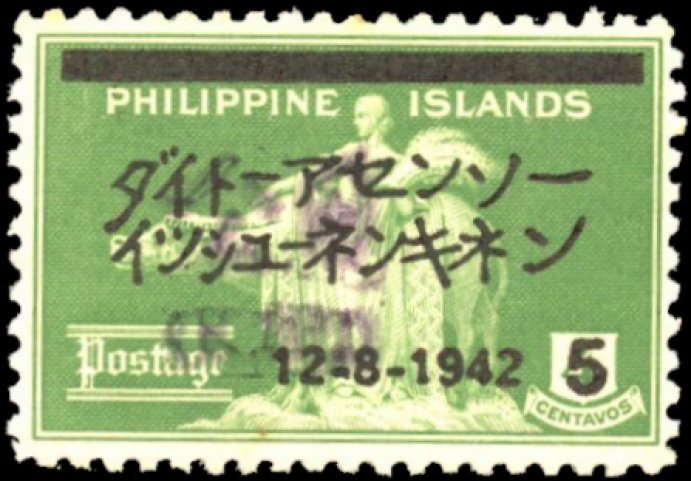 PHILIPPINE ISLANDS
ダイトーアセンソー
イッシューネンキネン
Postage
12-8-1942
5
CENTAVOS